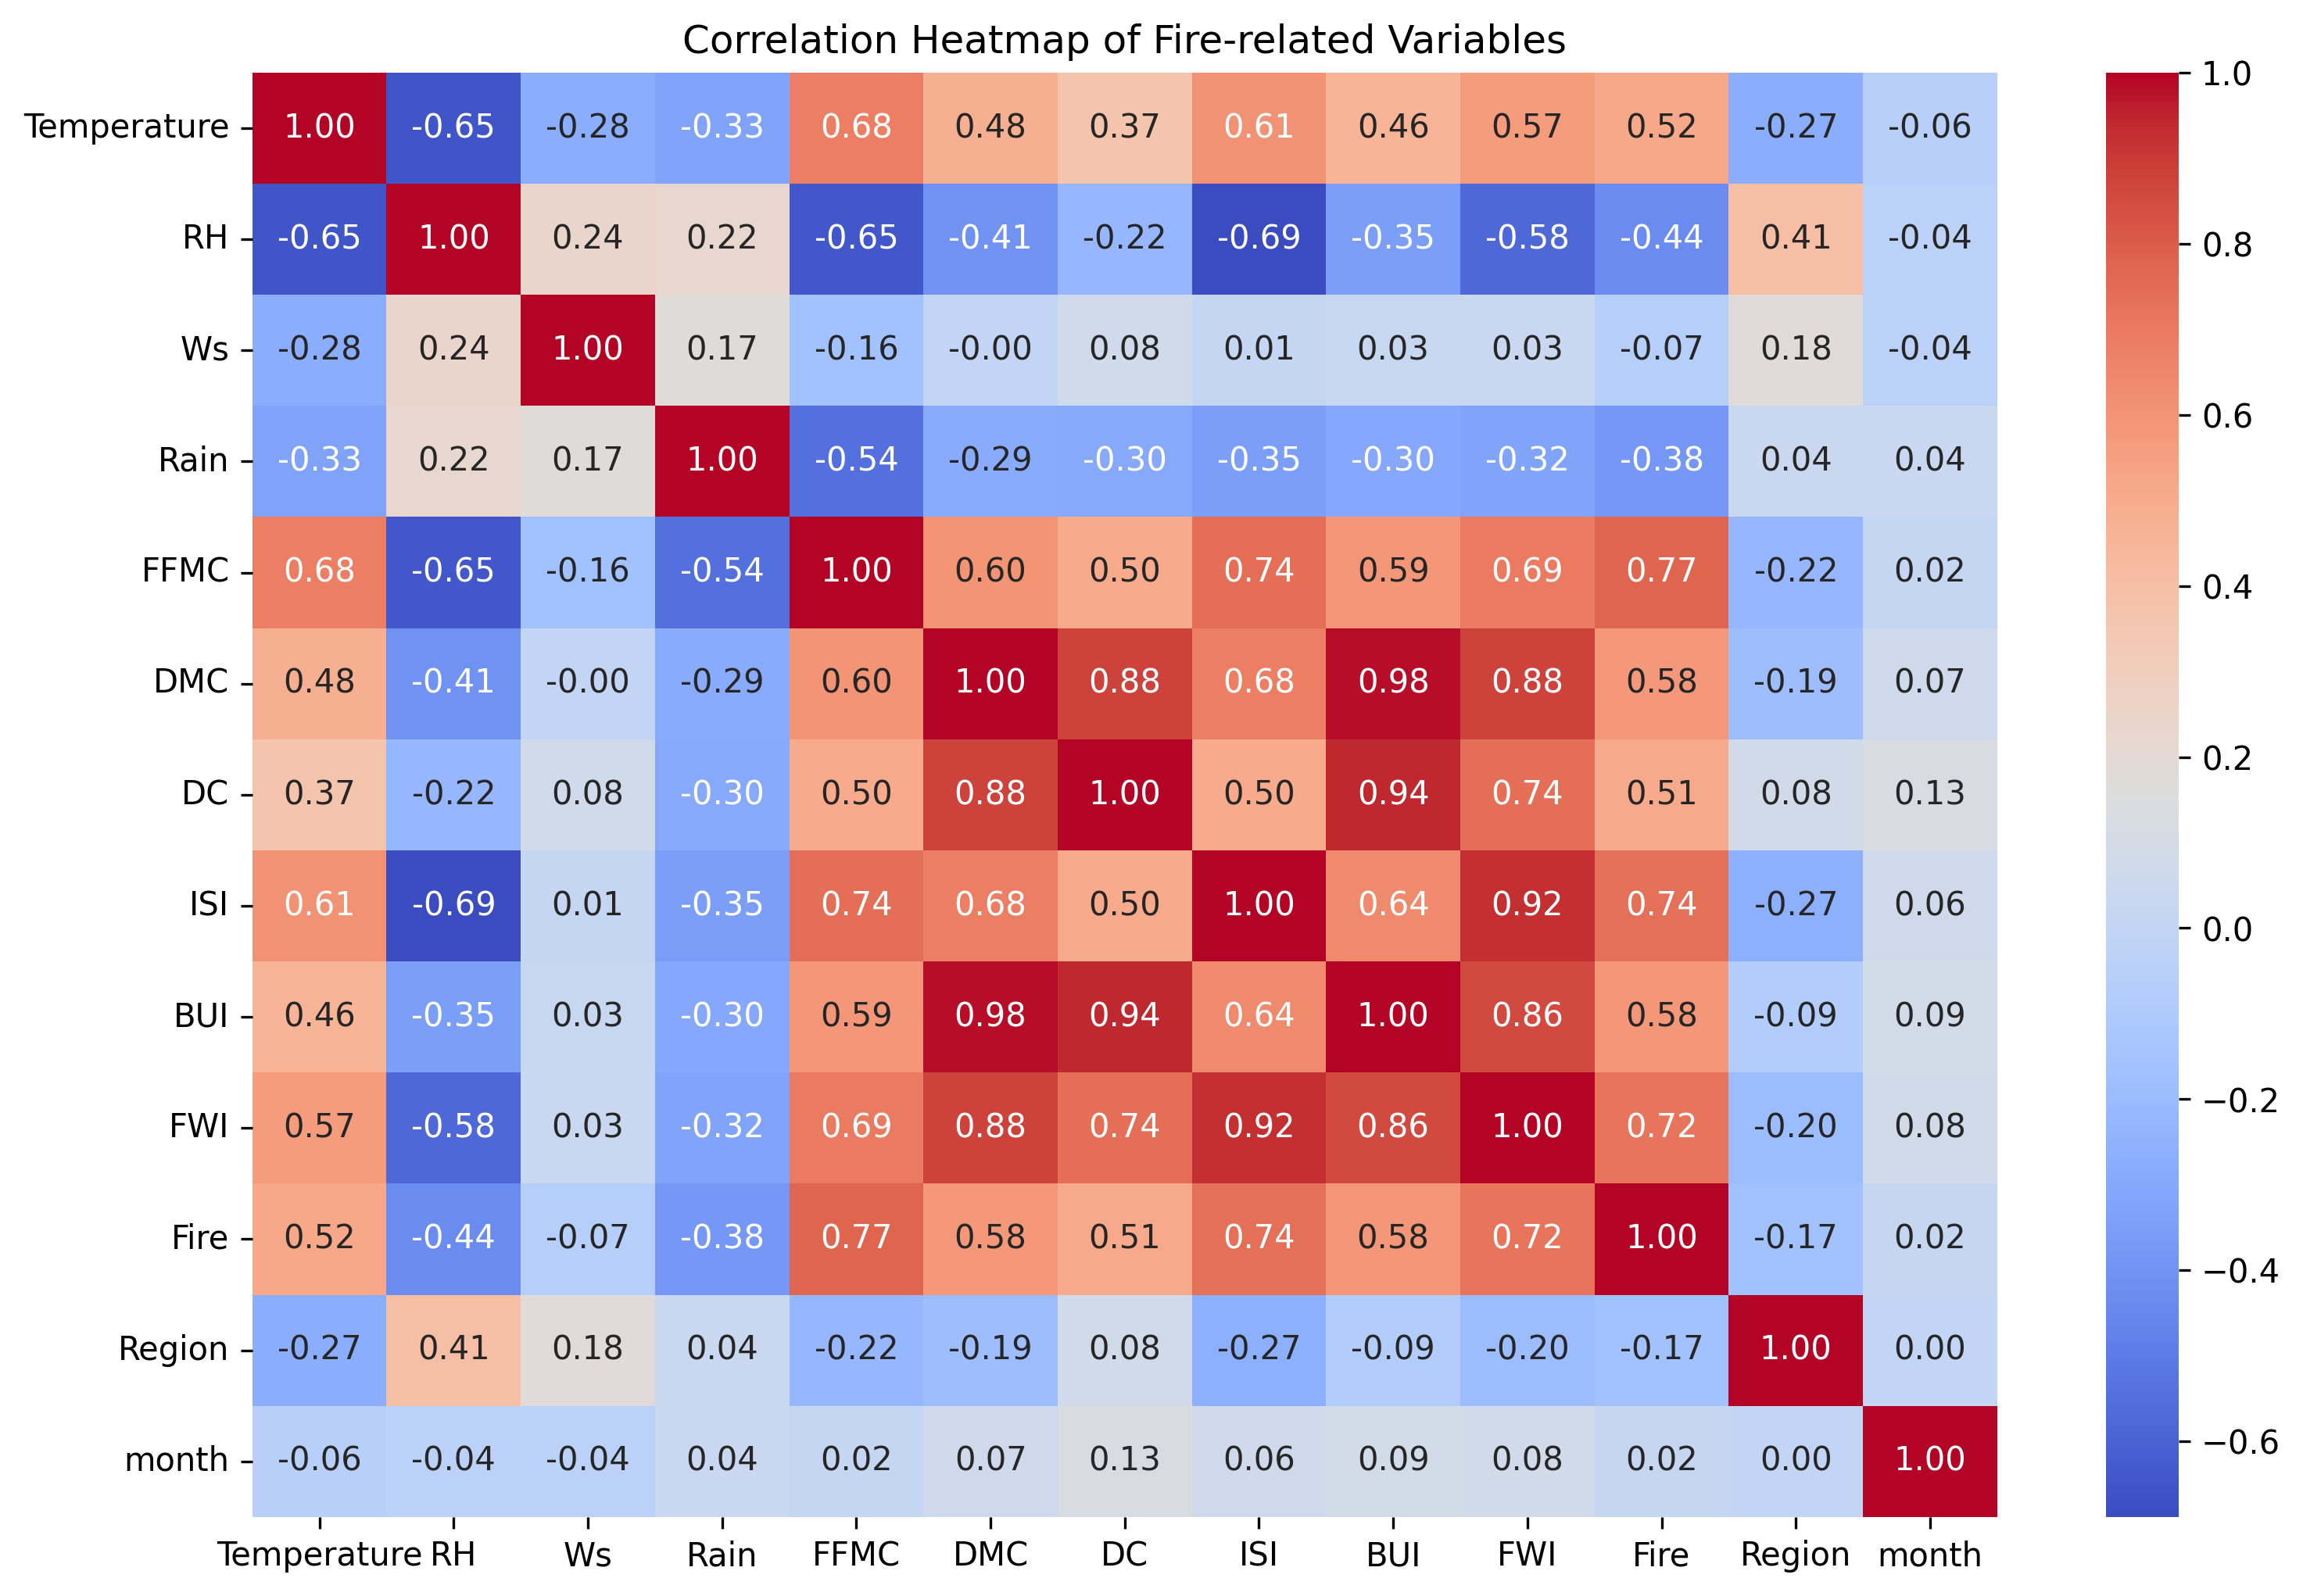 Correlation Heatmap of Fire-related Variables
Temperature 1.00 -0.65 -0.28 -0.33 0.68 0.48 0.37 0.61 0.46 0.57 0.52 -0.27 -0.06
RH -0.65 1.00 0.24 0.22 -0.65 -0.41 -0.22 -0.69 -0.35 -0.58 -0.44 0.41 -0.04
Ws -0.28 0.24 1.00 0.17 -0.16 -0.00 0.08 0.01 0.03 0.03 -0.07 0.18 -0.04
Rain -0.33 0.22 0.17 1.00 -0.54 -0.29 -0.30 -0.35 -0.30 -0.32 -0.38 0.04 0.04
FFMC 0.68 -0.65 -0.16 -0.54 1.00 0.60 0.50 0.74 0.59 0.69 0.77 -0.22 0.02
DMC 0.48 -0.41 -0.00 -0.29 0.60 1.00 0.88 0.68 0.98 0.88 0.58 -0.19 0.07
DC 0.37 -0.22 0.08 -0.30 0.50 0.88 1.00 0.50 0.94 0.74 0.51 0.08 0.13
ISI 0.61 -0.69 0.01 -0.35 0.74 0.68 0.50 1.00 0.64 0.92 0.74 -0.27 0.06
BUI 0.46 -0.35 0.03 -0.30 0.59 0.98 0.94 0.64 1.00 0.86 0.58 -0.09 0.09
FWI 0.57 -0.58 0.03 -0.32 0.69 0.88 0.74 0.92 0.86 1.00 0.72 -0.20 0.08
Fire 0.52 -0.44 -0.07 -0.38 0.77 0.58 0.51 0.74 0.58 0.72 1.00 -0.17 0.02
Region -0.27 0.41 0.18 0.04 -0.22 -0.19 0.08 -0.27 -0.09 -0.20 -0.17 1.00 0.00
month -0.06 -0.04 -0.04 0.04 0.02 0.07 0.13 0.06 0.09 0.08 0.02 0.00 1.00
Temperature RH Ws Rain FFMC DMC DC ISI BUI FWI Fire Region month
1.0
0.8
0.6
0.4
0.2
0.0
−0.2
−0.4
−0.6